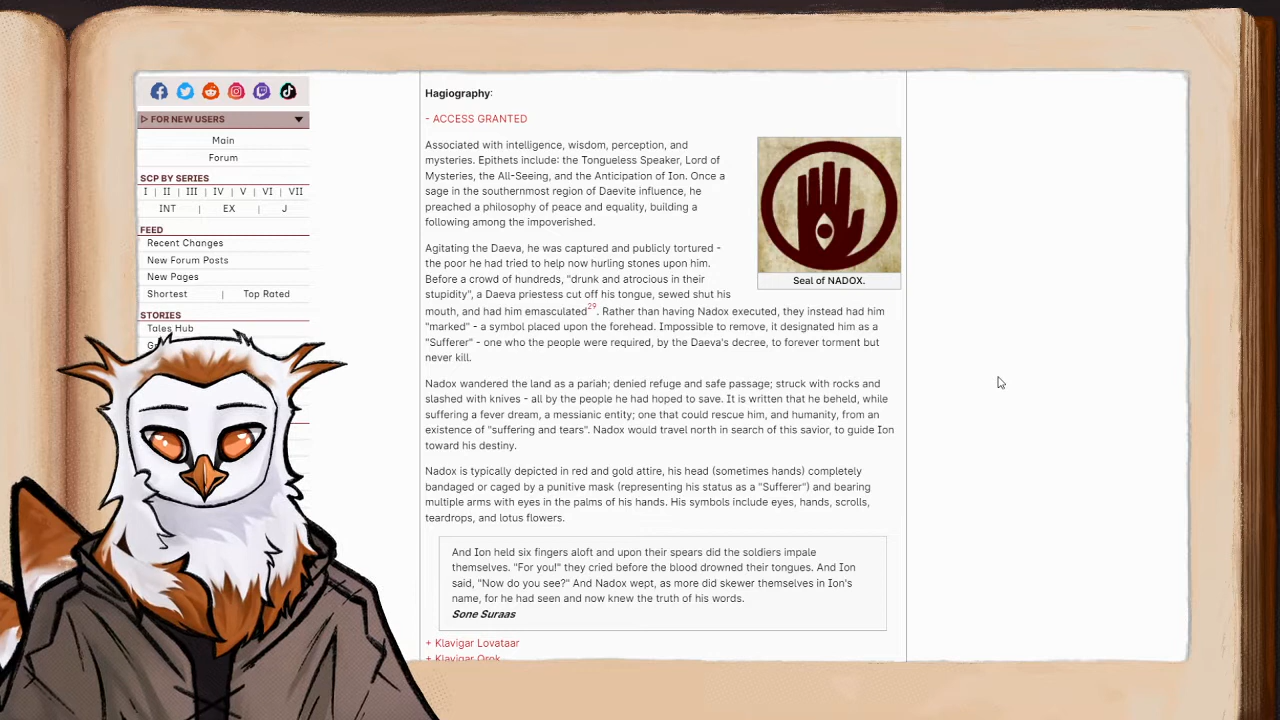 FOR NEW USERS
Main
Forum
SCP BY SERIES
I | II | III | IV | V | VI | VII
INT | EX | J
FEED
Recent Changes
New Forum Posts
New Pages
Shortest | Top Rated
STORIES
Tales Hub
Hagiography:
- ACCESS GRANTED
Associated with intelligence, wisdom, perception, and
mysteries. Epithets include: the Tongueless Speaker, Lord of
Mysteries, the All-Seeing, and the Anticipation of Ion. Once a
sage in the southernmost region of Daevite influence, he
preached a philosophy of peace and equality, building a
following among the impoverished.
Seal of NADOX.
Agitating the Daeva, he was captured and publicly tortured -
the poor he had tried to help now hurling stones upon him.
Before a crowd of hundreds, "drunk and atrocious in their
stupidity", a Daeva priestess cut off his tongue, sewed shut his
mouth, and had him emasculated29. Rather than having Nadox executed, they instead had him
"marked" - a symbol placed upon the forehead. Impossible to remove, it designated him as a
"Sufferer" - one who the people were required, by the Daeva's decree, to forever torment but
never kill.
Nadox wandered the land as a pariah; denied refuge and safe passage; struck with rocks and
slashed with knives - all by the people he had hoped to save. It is written that he beheld, while
suffering a fever dream, a messianic entity; one that could rescue him, and humanity, from an
existence of "suffering and tears". Nadox would travel north in search of this savior, to guide Ion
toward his destiny.
Nadox is typically depicted in red and gold attire, his head (sometimes hands) completely
bandaged or caged by a punitive mask (representing his status as a "Sufferer") and bearing
multiple arms with eyes in the palms of his hands. His symbols include eyes, hands, scrolls,
teardrops, and lotus flowers.
And Ion held six fingers aloft and upon their spears did the soldiers impale
themselves. "For you!" they cried before the blood drowned their tongues. And Ion
said, "Now do you see?" And Nadox wept, as more did skewer themselves in Ion's
name, for he had seen and now knew the truth of his words.
Sone Suraas
+ Klavigar Lovataar
+ Klavigar Orok